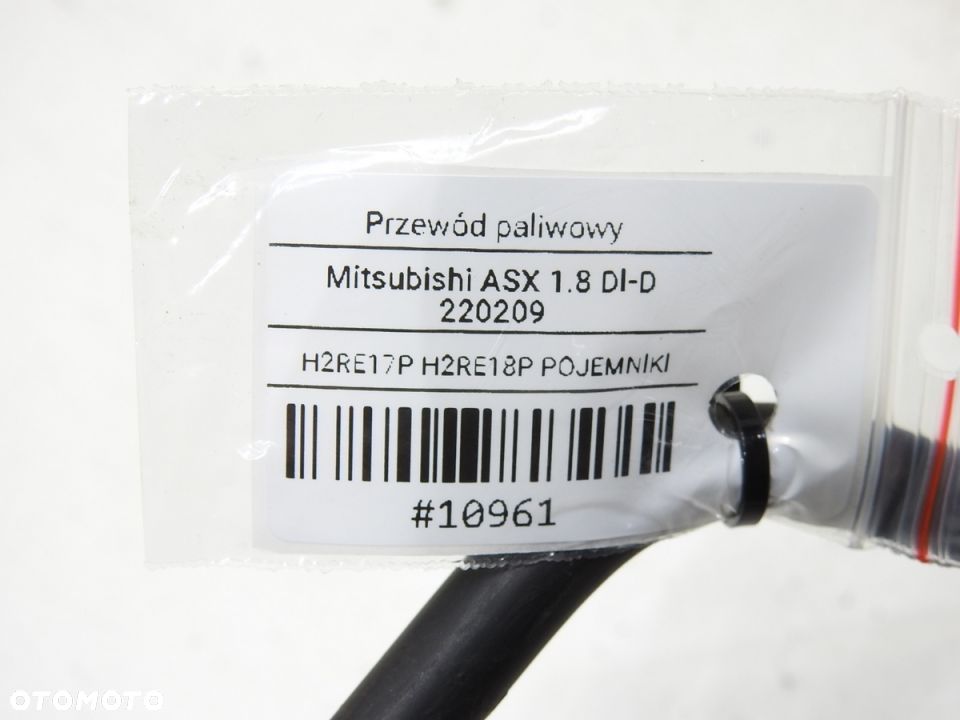 Przewód paliwowy
Mitsubishi ASX 1.8 DI-D
220209
H2RE17P H2RE18P POJEMNIKI
#10961
OTOMOTO